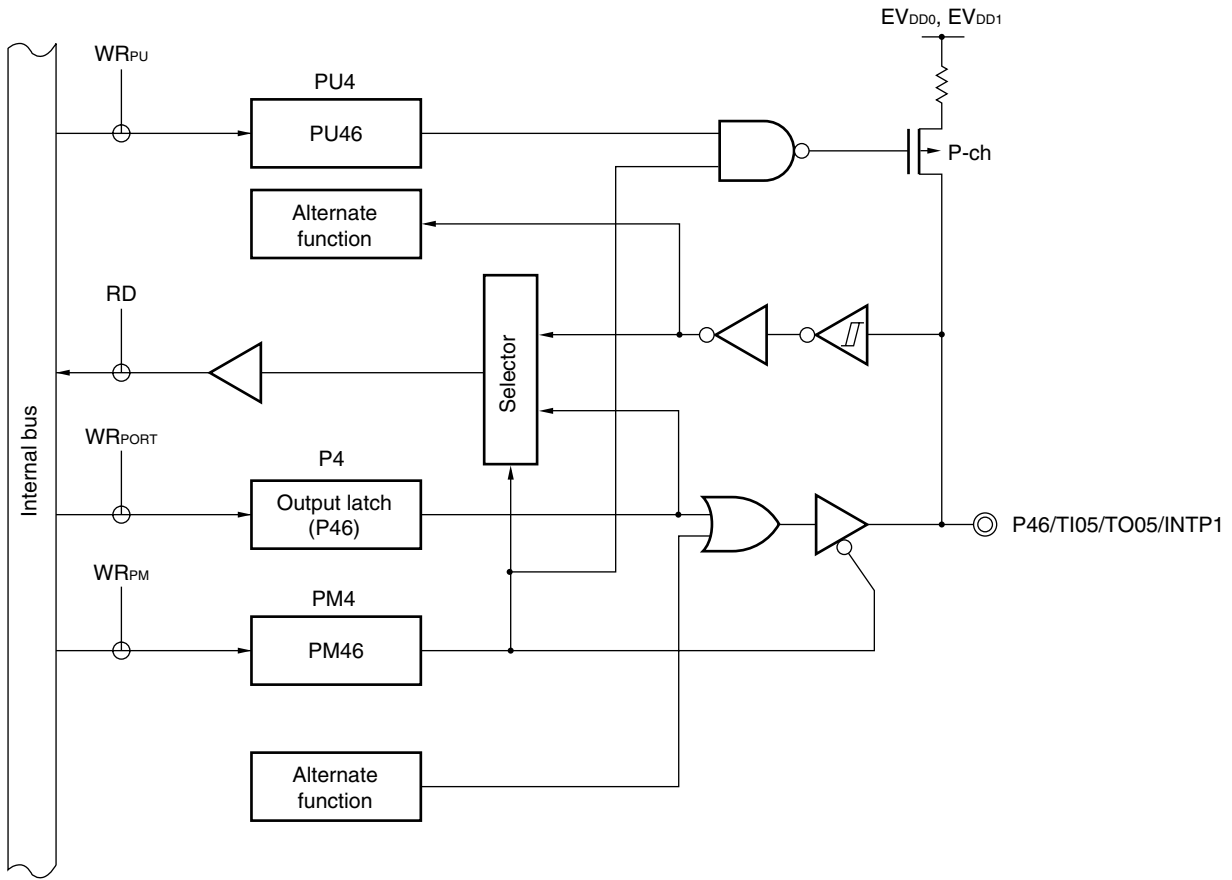 EVDD0, EVDD1
WRPU
PU4
PU46
P-ch
Alternate
function
RD
Selector
Internal bus
WRPORT
P4
Output latch
(P46)
P46/TI05/TO05/INTP1
WRPM
PM4
PM46
Alternate
function